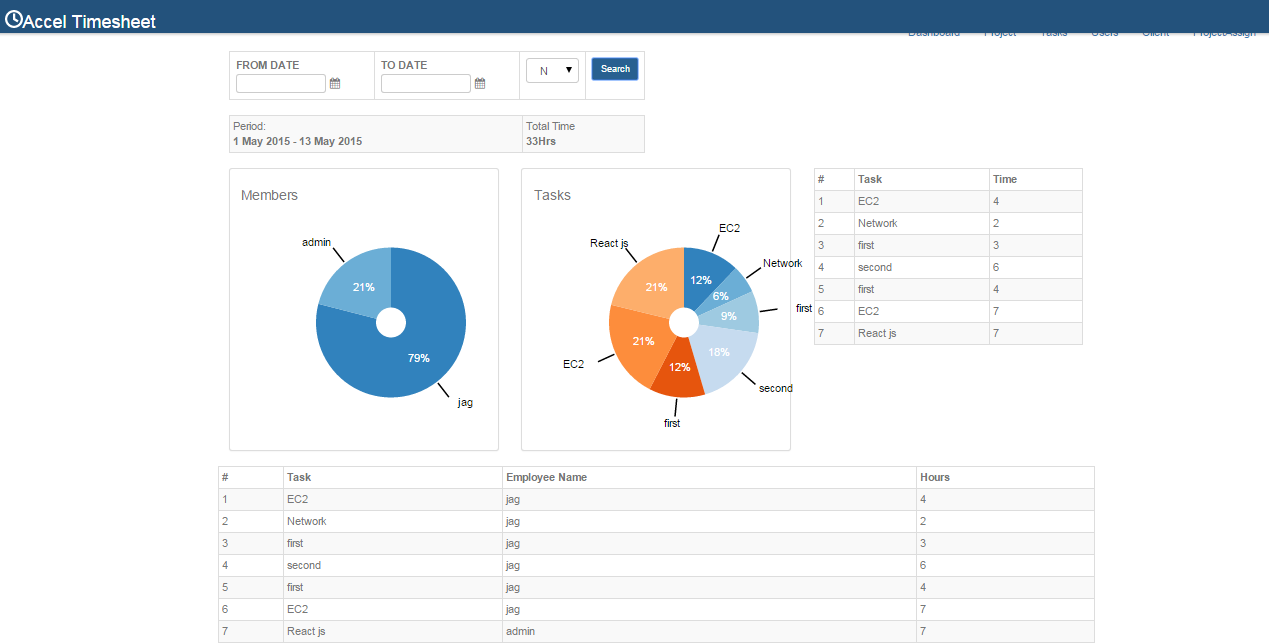 Accel Timesheet
Dashboard Project Tasks Users Client ProjectAssign
FROM DATE TO DATE
N Search
Period: Total Time
1 May 2015 - 13 May 2015 33Hrs
Members
admin
21%
79%
jag
Tasks
EC2
React js
Network
12%
21%
6%
first
9%
21%
18%
EC2
12%
second
first
# Task Time
1 EC2 4
2 Network 2
3 first 3
4 second 6
5 first 4
6 EC2 7
7 React js 7
# Task Employee Name Hours
1 EC2 jag 4
2 Network jag 2
3 first jag 3
4 second jag 6
5 first jag 4
6 EC2 jag 7
7 React js admin 7